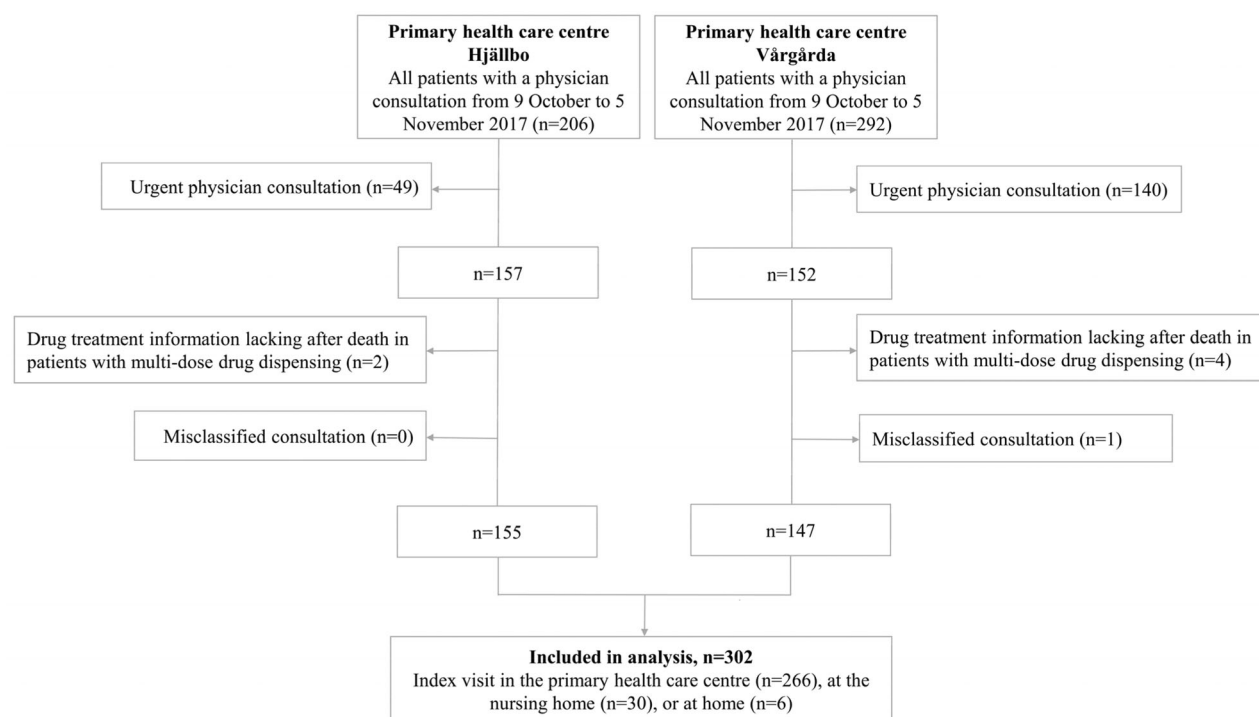 Primary health care centre
Hjällbo
All patients with a physician
consultation from 9 October to 5
November 2017 (n=206)
Primary health care centre
Vårgårda
All patients with a physician
consultation from 9 October to 5
November 2017 (n=292)
Urgent physician consultation (n=49)
Urgent physician consultation (n=140)
n=157
n=152
Drug treatment information lacking after death in
patients with multi-dose drug dispensing (n=2)
Drug treatment information lacking after death in
patients with multi-dose drug dispensing (n=4)
Misclassified consultation (n=0)
Misclassified consultation (n=1)
n=155
n=147
Included in analysis, n=302
Index visit in the primary health care centre (n=266), at the
nursing home (n=30), or at home (n=6)